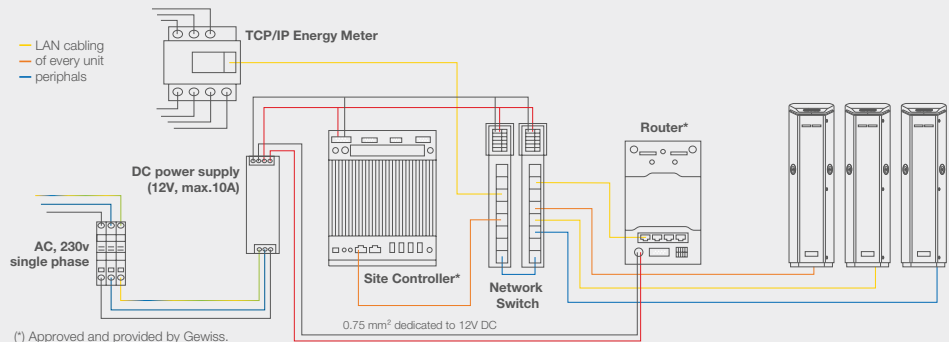 TCP/IP Energy Meter
LAN cabling
of every unit
periphals
Router*
DC power supply
(12V, max.10A)
AC, 230v
single phase
Site Controller*
Network
Switch
0.75 mm² dedicated to 12V DC
(*) Approved and provided by Gewiss.